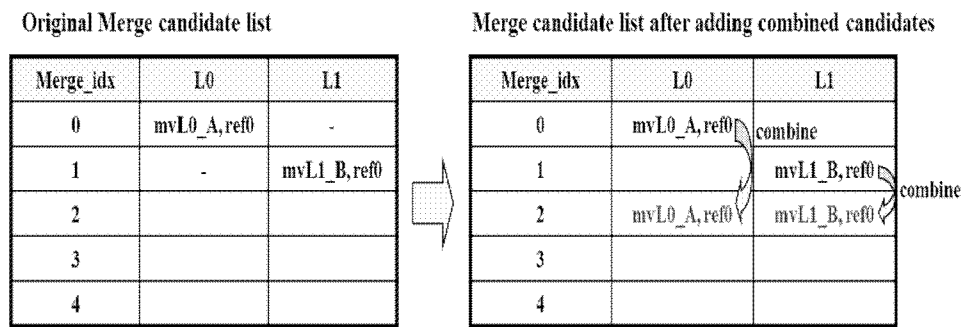 Original Merge candidate list
Merge candidate list after adding combined candidates
Merge_idx L0 L1
0 mvL0_A, ref0 -
1 - mvL1_B, ref0
2
3
4
Merge_idx L0 L1
0 mvL0_A, ref0 combine
1 mvL1_B, ref0 combine
2 mvL0_A, ref0 mvL1_B, ref0
3
4